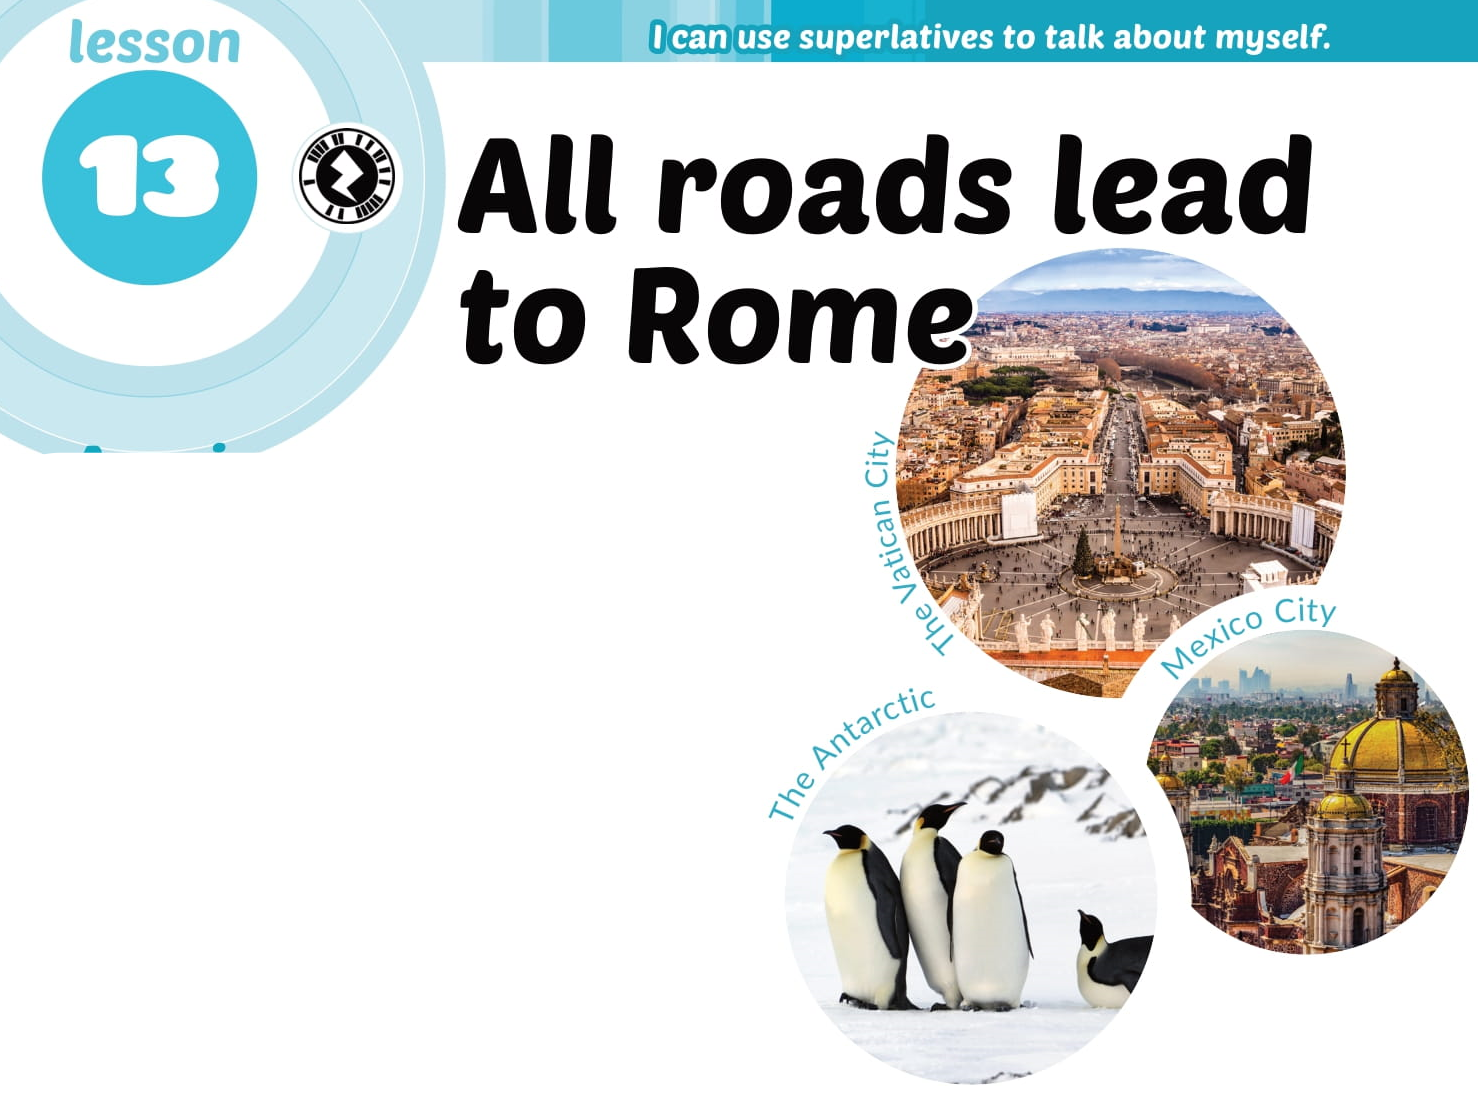 lesson
13
I can use superlatives to talk about myself.
All roads lead
to Rome
The Vatican City
Mexico City
The Antarctic